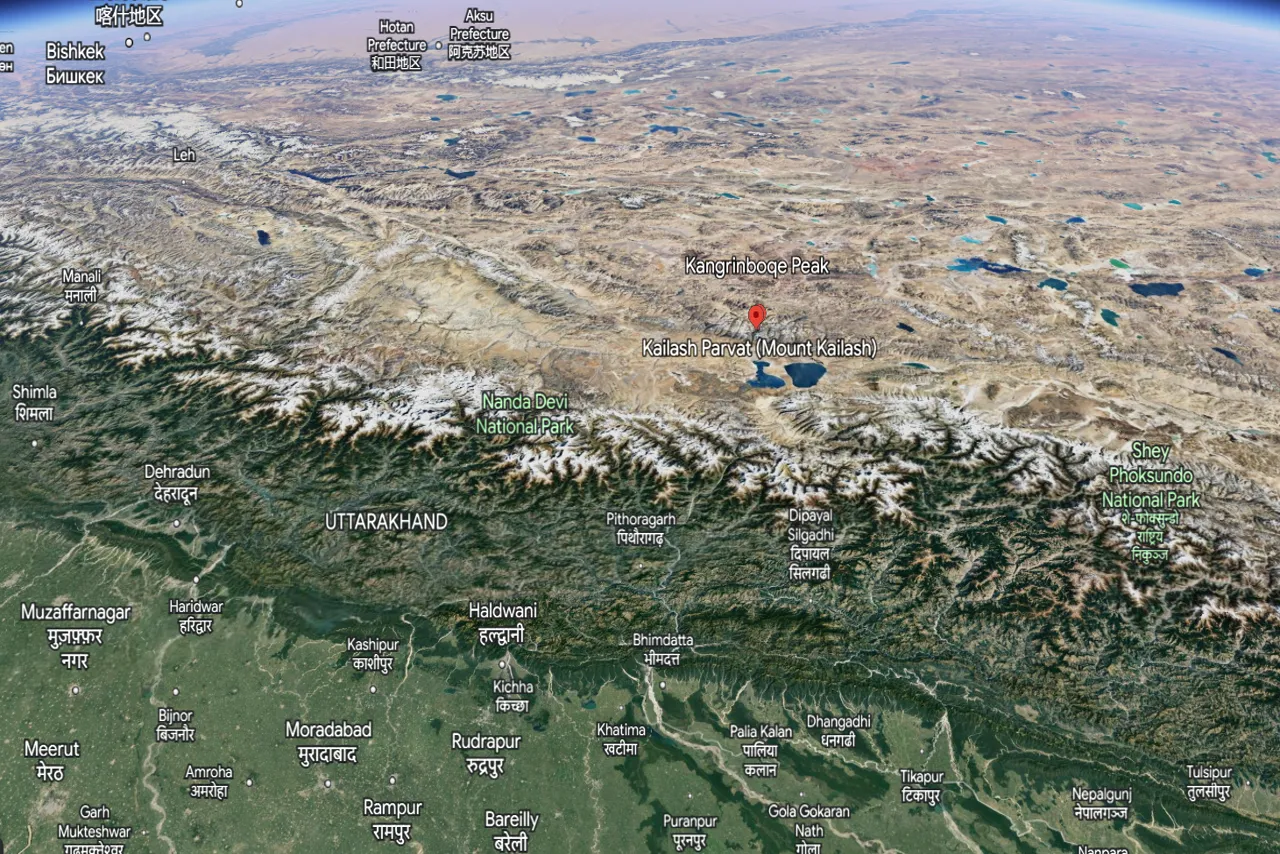 喀什地区
Hotan
Prefecture
和田地区
Aksu
Prefecture
阿克苏地区
Bishkek
Бишкек
en
өн
Leh
Manali
मनाली
Kangrinboqe Peak
Kailash Parvat (Mount Kailash)
Shimla
शिमला
Nanda Devi
National Park
Shey
Phoksundo
National Park
शे-फोक्सुन्डो
राष्ट्रिय
निकुञ्ज
Dehradun
देहरादून
UTTARAKHAND
Pithoragarh
पिथौरागढ़
Dipayal
Silgadhi
दिपायल
सिलगढी
Muzaffarnagar
मुज़फ़्फ़र
नगर
Haridwar
हरिद्वार
Haldwani
हल्द्वानी
Kashipur
काशीपुर
Bhimdatta
भीमदत्त
Kichha
किच्छा
Bijnor
बिजनौर
Moradabad
मुरादाबाद
Rudrapur
रुद्रपुर
Khatima
खटीमा
Palia Kalan
पालिया
कलान
Dhangadhi
धनगढी
Meerut
मेरठ
Amroha
अमरोहा
Tikapur
टिकापुर
Tulsipur
तुलसीपुर
Nepalgunj
नेपालगञ्ज
Garh
Mukteshwar
गढ़मुक्तेश्वर
Rampur
रामपुर
Bareilly
बरेली
Puranpur
पूरनपुर
Gola Gokaran
Nath
गोला
Nanpara